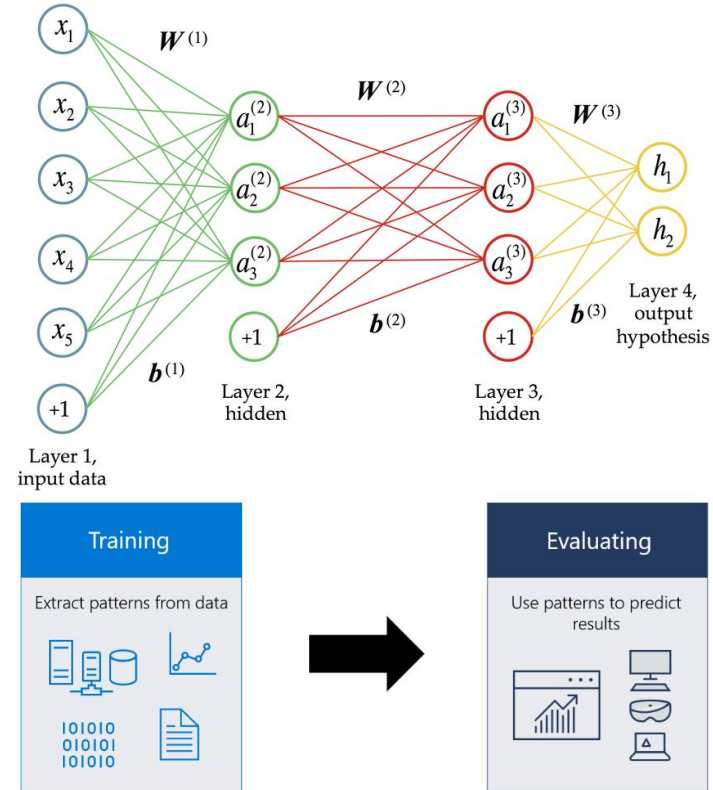 x₁
W⁽¹⁾
x₂
a₁⁽²⁾
W⁽²⁾
a₁⁽³⁾
W⁽³⁾
x₃
a₂⁽²⁾
a₂⁽³⁾
h₁
x₄
a₃⁽²⁾
a₃⁽³⁾
h₂
x₅
+1
b⁽²⁾
+1
b⁽³⁾
Layer 4,
output
hypothesis
b⁽¹⁾
+1
Layer 2,
hidden
Layer 3,
hidden
Layer 1,
input data
Training
Extract patterns from data
101010
010101
101010
Evaluating
Use patterns to predict
results